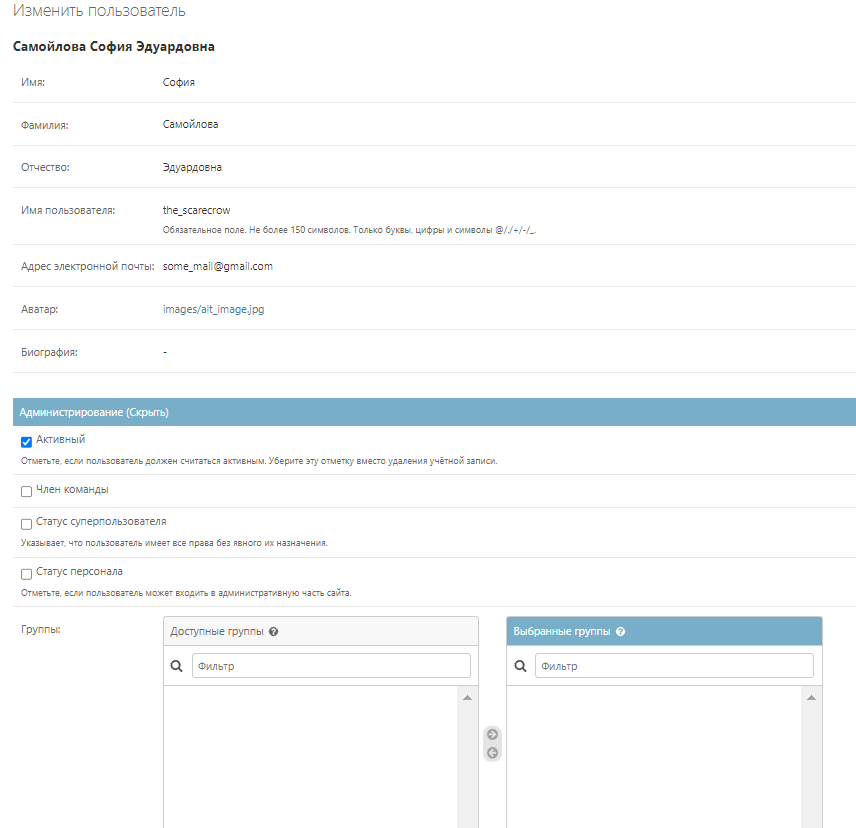 Изменить пользователь
Самойлова София Эдуардовна
Имя: София
Фамилия: Самойлова
Отчество: Эдуардовна
Имя пользователя: the_scarecrow
Обязательное поле. Не более 150 символов. Только буквы, цифры и символы @/./+/-/_.
Адрес электронной почты: some_mail@gmail.com
Аватар: images/alt_image.jpg
Биография: -
Администрирование (Скрыть)
Активный
Отметьте, если пользователь должен считаться активным. Уберите эту отметку вместо удаления учётной записи.
Член команды
Статус суперпользователя
Указывает, что пользователь имеет все права без явного их назначения.
Статус персонала
Отметьте, если пользователь может входить в административную часть сайта.
Группы: Доступные группы ? Выбранные группы ?
Фильтр Фильтр